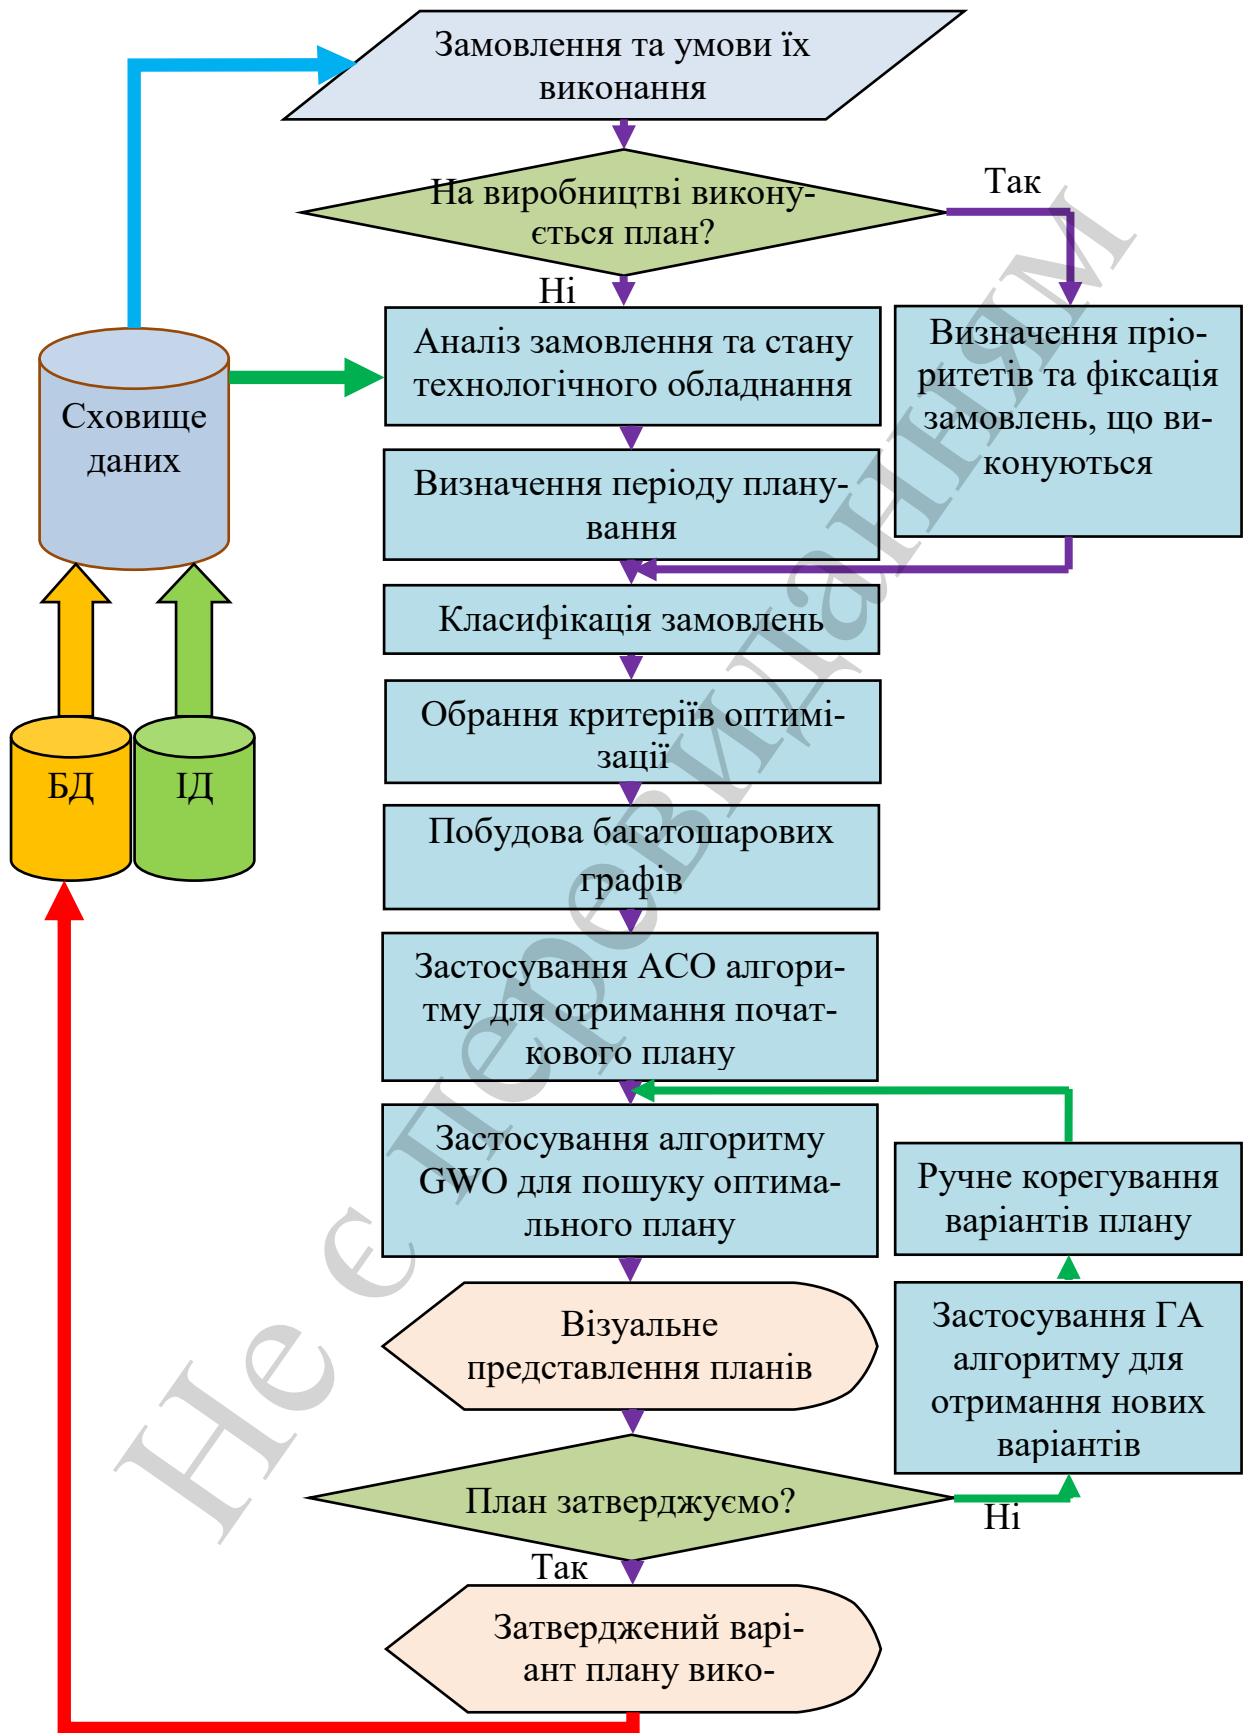 Замовлення та умови їх
виконання
На виробництві викону-
ється план?
Так
Ні
Аналіз замовлення та стану
технологічного обладнання
Визначення пріо-
ритетів та фіксація
замовлень, що ви-
конуються
Сховище
даних
Визначення періоду плану-
вання
Класифікація замовлень
Обрання критеріїв оптимі-
зації
БД
ІД
Побудова багатошарових
графів
Застосування АСО алгори-
тму для отримання почат-
кового плану
Застосування алгоритму
GWO для пошуку оптима-
льного плану
Ручне корегування
варіантів плану
Візуальне
представлення планів
Застосування ГА
алгоритму для
отримання нових
варіантів
План затверджуємо?
Ні
Так
Затверджений варі-
ант плану вико-
Не є перевиданням